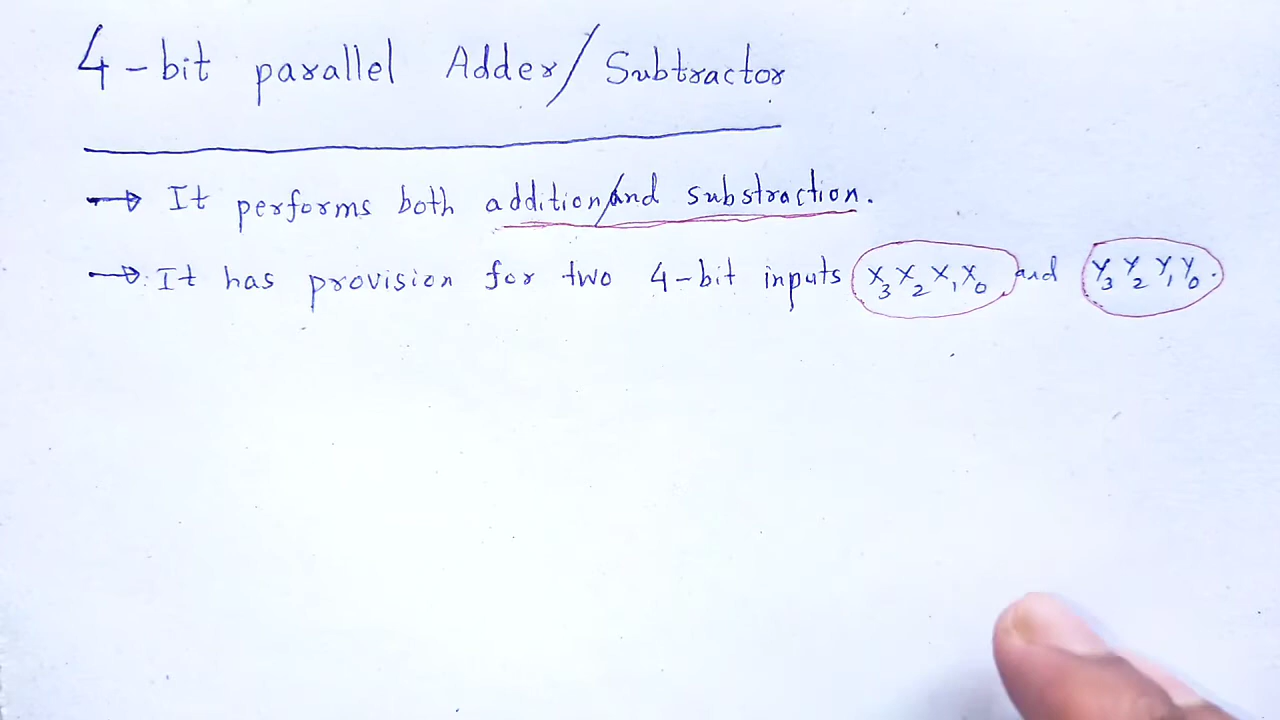 4-bit parallel Adder/Subtractor
→ It performs both addition/and substraction.
→ It has provision for two 4-bit inputs X₃X₂X₁X₀ and Y₃Y₂Y₁Y₀.